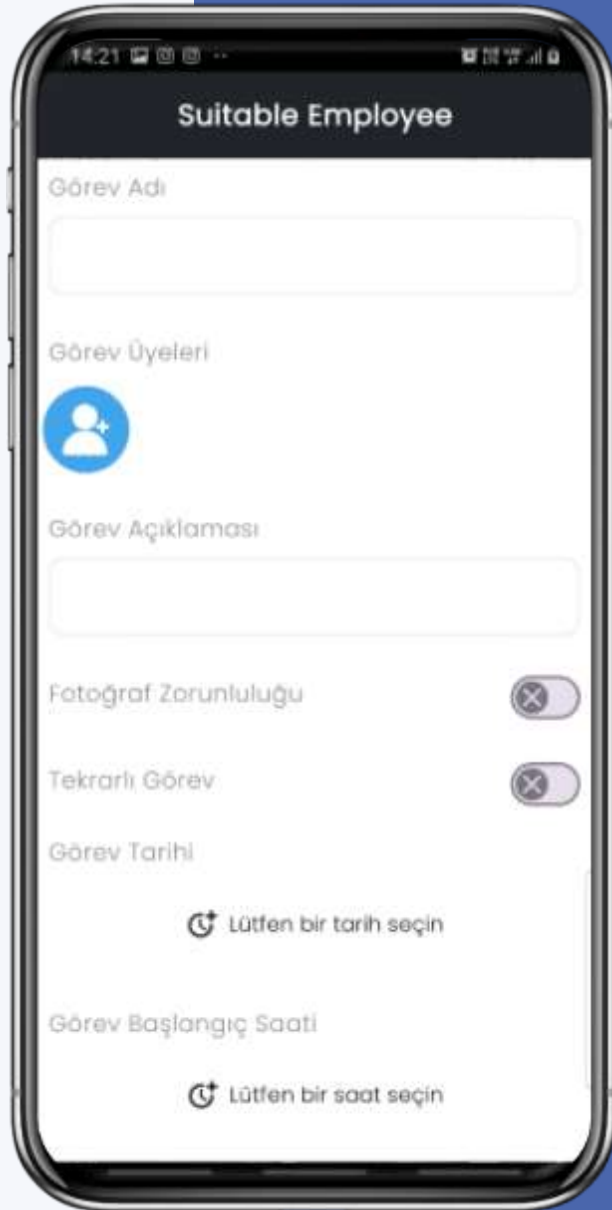 14:21
Suitable Employee
Görev Adı
Görev Üyeleri
Görev Açıklaması
Fotoğraf Zorunluluğu
Tekrarlı Görev
Görev Tarihi
Lütfen bir tarih seçin
Görev Başlangıç Saati
Lütfen bir saat seçin